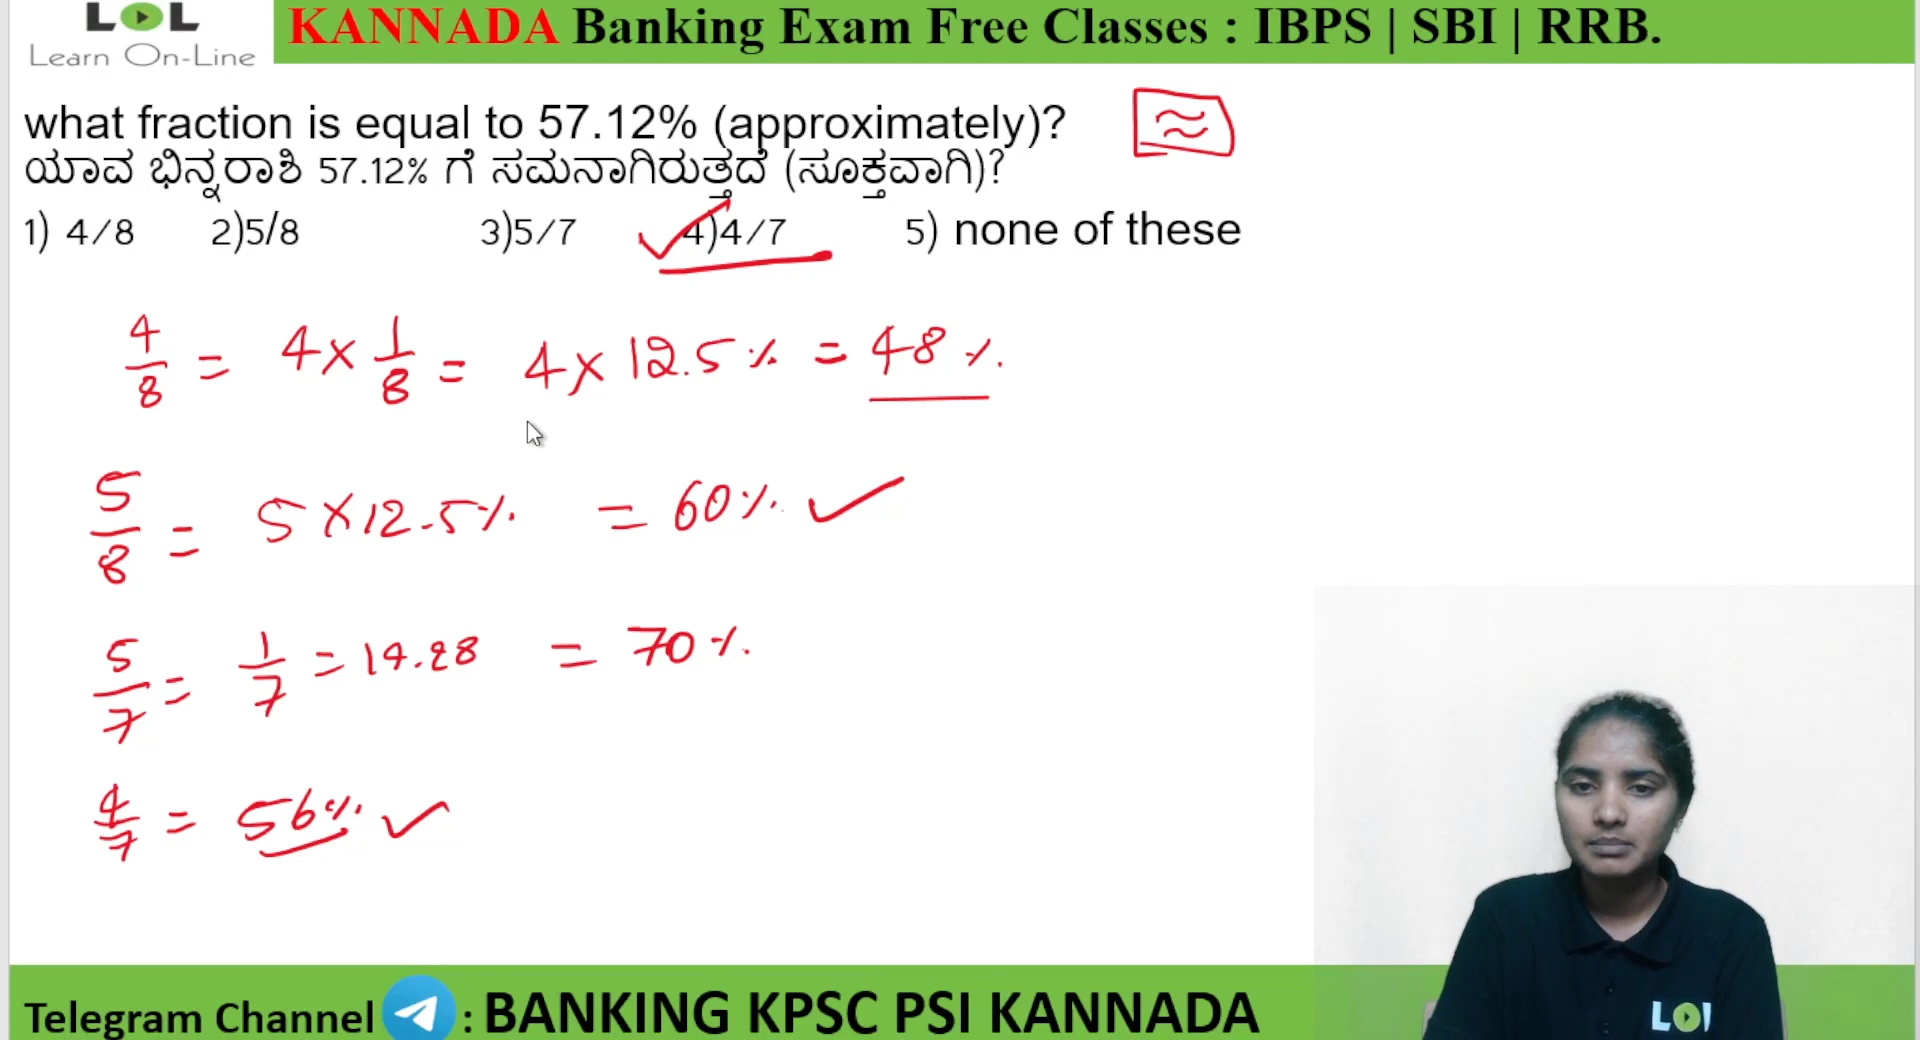 LOL
Learn On-Line
KANNADA Banking Exam Free Classes : IBPS | SBI | RRB.
what fraction is equal to 57.12% (approximately)? ≈
ಯಾವ ಭಿನ್ನರಾಶಿ 57.12% ಗೆ ಸಮನಾಗಿರುತ್ತದೆ (ಸೂಕ್ತವಾಗಿ)?
1) 4/8 2)5/8 3)5/7 4)4/7 5) none of these
4/8 = 4 × 1/8 = 4 × 12.5% = 48%
5/8 = 5 × 12.5% = 60% ✓
5/7 = 1/7 = 14.28 = 70%
4/7 = 56% ✓
LOL
Telegram Channel : BANKING KPSC PSI KANNADA